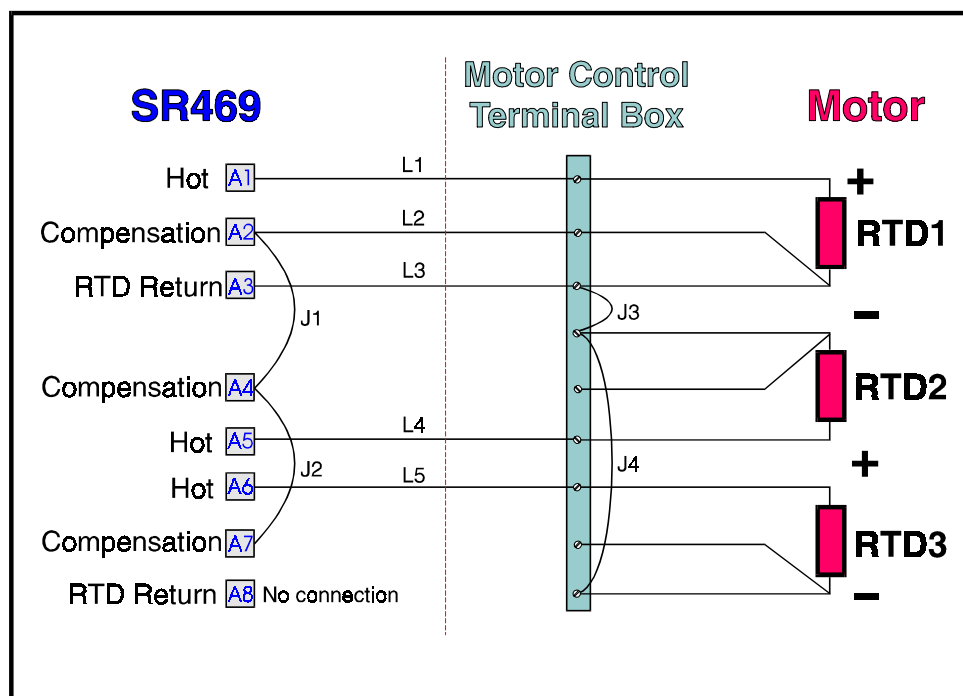 SR469
Motor Control
Terminal Box
Motor
Hot A1 L1 +
Compensation A2 L2 RTD1
RTD Return A3 L3
J1 J3 –
Compensation A4 RTD2
Hot A5 L4
J2 J4 +
Hot A6 L5
Compensation A7 RTD3
RTD Return A8 No connection –